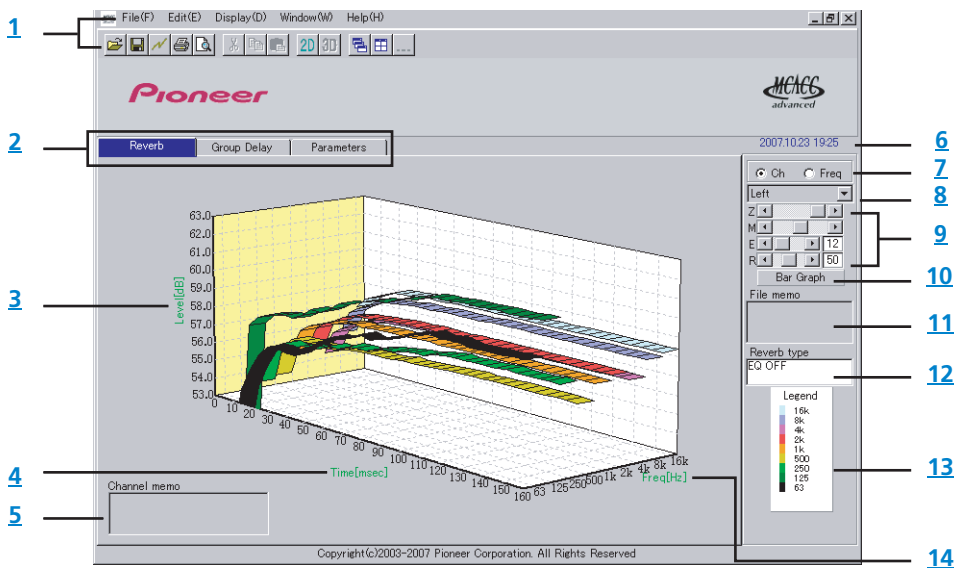 File(F) Edit(E) Display(D) Window(W) Help(H)
1
2D 3D
Pioneer
MCACC
advanced
2
Reverb Group Delay Parameters
2007.10.23 19:25
6
Ch Freq
7
Left
8
Z
M
E 12
R 50
9
Bar Graph
10
File memo
11
Reverb type
EQ OFF
12
Legend
16k
8k
4k
2k
1k
500
250
125
63
13
3
Level[dB]
63.0
62.0
61.0
60.0
59.0
58.0
57.0
56.0
55.0
54.0
53.0
0 10 20 30 40 50 60 70 80 90 100 110 120 130 140 150 160
63 125 250 500 1k 2k 4k 8k 16k
4
Time[msec]
Freq[Hz]
Channel memo
5
Copyright(c)2003-2007 Pioneer Corporation. All Rights Reserved
14